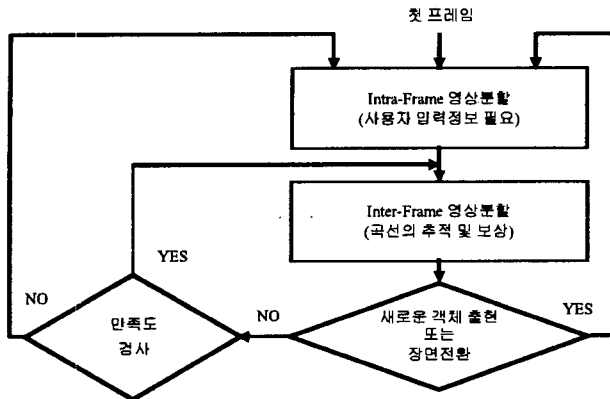 첫 프레임
Intra-Frame 영상분할
(사용자 입력정보 필요)
Inter-Frame 영상분할
(곡선의 추적 및 보상)
YES
NO
만족도
검사
NO
새로운 객체 출현
또는
장면전환
YES